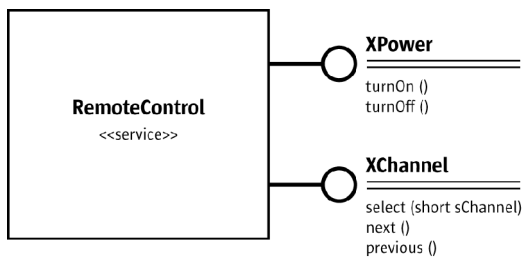 RemoteControl
<<service>>
XPower
turnOn ()
turnOff ()
XChannel
select (short sChannel)
next ()
previous ()